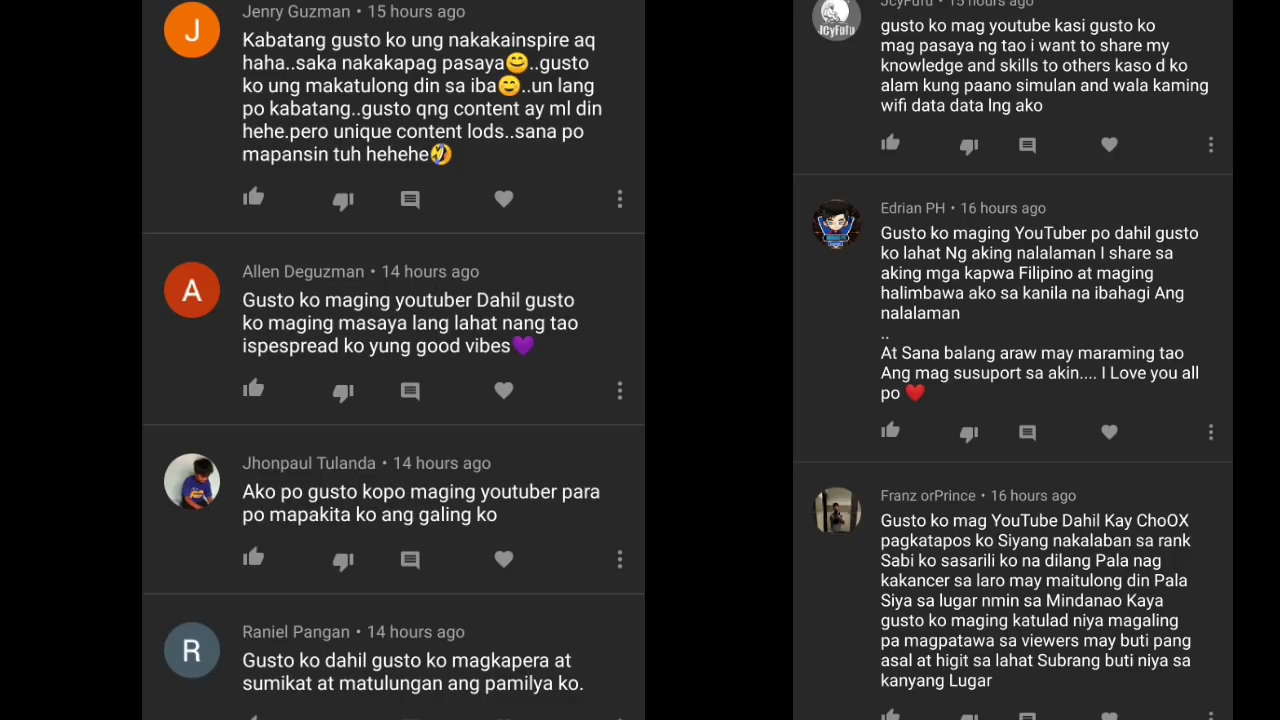 Jenry Guzman • 15 hours ago
Kabatang gusto ko ung nakakainspire aq
haha..saka nakakapag pasaya😊..gusto
ko ung makatulong din sa iba😊..un lang
po kabatang..gusto qng content ay ml din
hehe.pero unique content lods..sana po
mapansin tuh hehehe🤣
A
Allen Deguzman • 14 hours ago
Gusto ko maging youtuber Dahil gusto
ko maging masaya lang lahat nang tao
ispespread ko yung good vibes💜
Jhonpaul Tulanda • 14 hours ago
Ako po gusto kopo maging youtuber para
po mapakita ko ang galing ko
R
Raniel Pangan • 14 hours ago
Gusto ko dahil gusto ko magkapera at
sumikat at matulungan ang pamilya ko.
JcyFufu • 15 hours ago
gusto ko mag youtube kasi gusto ko
mag pasaya ng tao i want to share my
knowledge and skills to others kaso d ko
alam kung paano simulan and wala kaming
wifi data data lng ako
Edrian PH • 16 hours ago
Gusto ko maging YouTuber po dahil gusto
ko lahat Ng aking nalalaman I share sa
aking mga kapwa Filipino at maging
halimbawa ako sa kanila na ibahagi Ang
nalalaman
..
At Sana balang araw may maraming tao
Ang mag susuport sa akin.... I Love you all
po ❤️
Franz orPrince • 16 hours ago
Gusto ko mag YouTube Dahil Kay ChoOX
pagkatapos ko Siyang nakalaban sa rank
Sabi ko sasarili ko na dilang Pala nag
kakancer sa laro may maitulong din Pala
Siya sa lugar nmin sa Mindanao Kaya
gusto ko maging katulad niya magaling
pa magpatawa sa viewers may buti pang
asal at higit sa lahat Subrang buti niya sa
kanyang Lugar